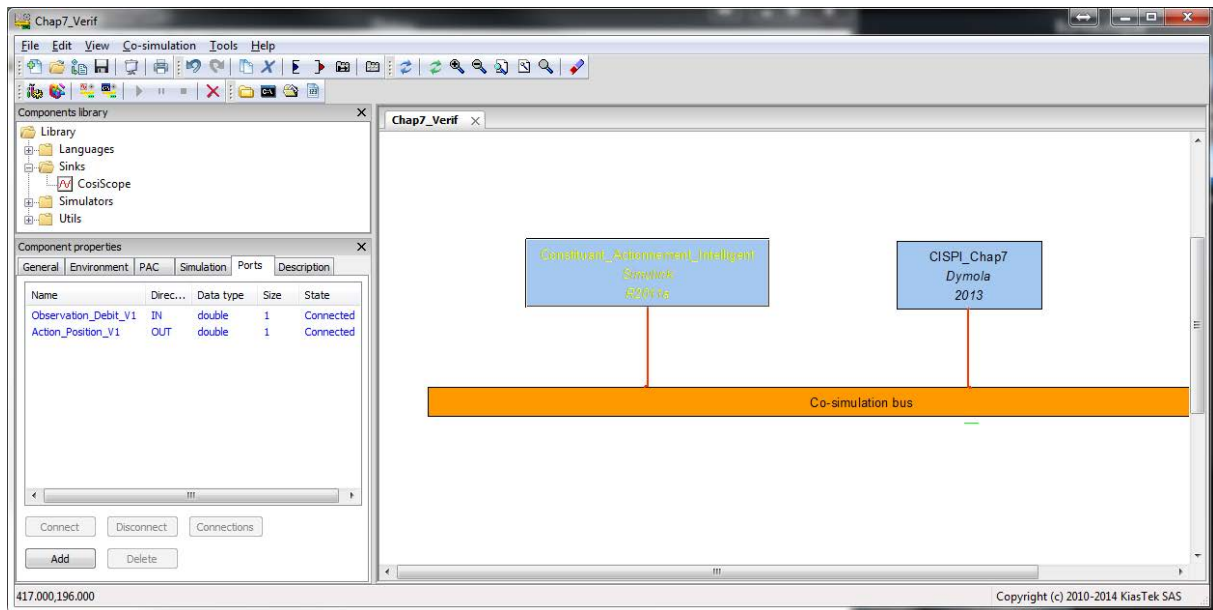 Chap7_Verif
File Edit View Co-simulation Tools Help
Components library
Library
Languages
Sinks
CosiScope
Simulators
Utils
Component properties
General Environment PAC Simulation Ports Description
Name Direc... Data type Size State
Observation_Debit_V1 IN double 1 Connected
Action_Position_V1 OUT double 1 Connected
Connect Disconnect Connections
Add Delete
417.000,196.000
Chap7_Verif
Constituant_Actionnement_Intelligent
Simulink
CISPI_Chap7
Dymola
2013
Co-simulation bus
Copyright (c) 2010-2014 KiasTek SAS